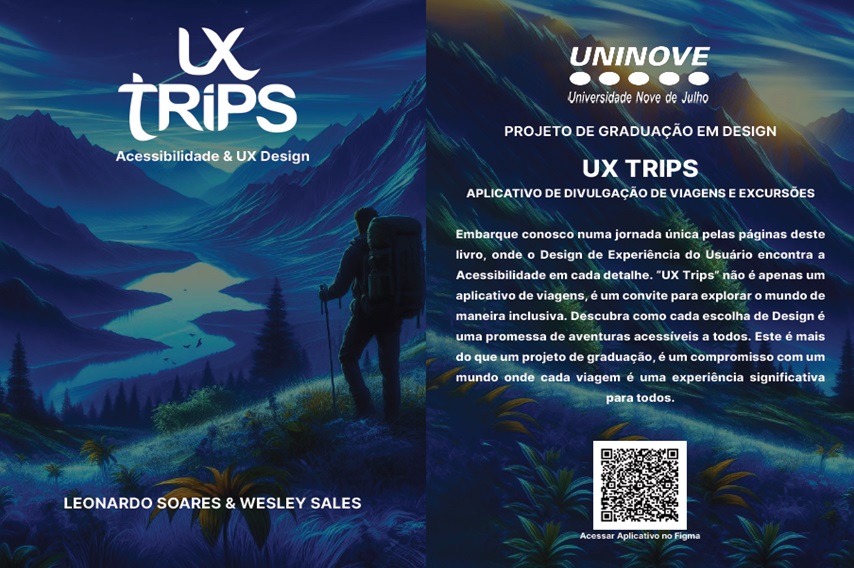 UX
TRIPS
Acessibilidade & UX Design
LEONARDO SOARES & WESLEY SALES
UNINOVE
Universidade Nove de Julho
PROJETO DE GRADUAÇÃO EM DESIGN
UX TRIPS
APLICATIVO DE DIVULGAÇÃO DE VIAGENS E EXCURSÕES
Embarque conosco numa jornada única pelas páginas deste
livro, onde o Design de Experiência do Usuário encontra a
Acessibilidade em cada detalhe. "UX Trips" não é apenas um
aplicativo de viagens, é um convite para explorar o mundo de
maneira inclusiva. Descubra como cada escolha de Design é
uma promessa de aventuras acessíveis a todos. Este é mais
do que um projeto de graduação, é um compromisso com um
mundo onde cada viagem é uma experiência significativa
para todos.
Acessar Aplicativo no Figma